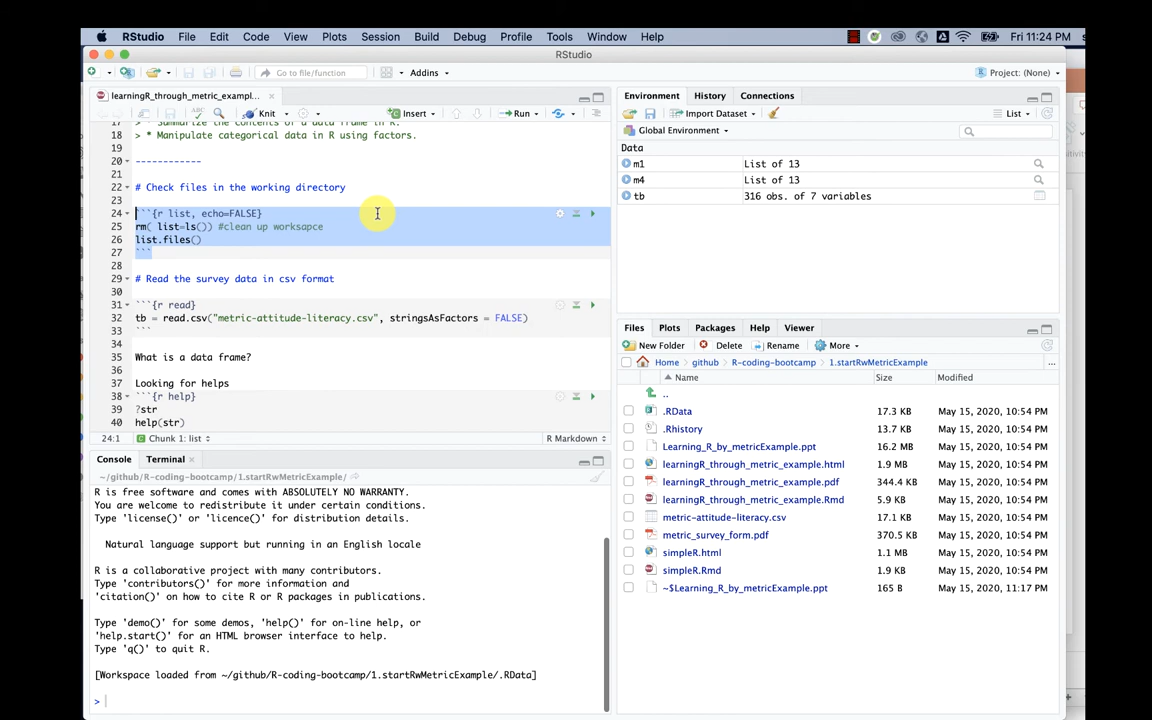 RStudio File Edit Code View Plots Session Build Debug Profile Tools Window Help Fri 11:24 PM
RStudio
Go to file/function Addins Project: (None)
learningR_through_metric_exampl...
Knit Insert Run
17 > * Summarize the contents of a data frame in R.
18 > * Manipulate categorical data in R using factors.
19
20 ------------
21
22 # Check files in the working directory
23
24 ```{r list, echo=FALSE}
25 rm( list=ls()) #clean up worksapce
26 list.files()
27 ```
28
29 # Read the survey data in csv format
30
31 ```{r read}
32 tb = read.csv("metric-attitude-literacy.csv", stringsAsFactors = FALSE)
33 ```
34
35 What is a data frame?
36
37 Looking for helps
38 ```{r help}
39 ?str
40 help(str)
24:1 Chunk 1: list R Markdown
Console Terminal
~/github/R-coding-bootcamp/1.startRwMetricExample/
R is free software and comes with ABSOLUTELY NO WARRANTY.
You are welcome to redistribute it under certain conditions.
Type 'license()' or 'licence()' for distribution details.
Natural language support but running in an English locale
R is a collaborative project with many contributors.
Type 'contributors()' for more information and
'citation()' on how to cite R or R packages in publications.
Type 'demo()' for some demos, 'help()' for on-line help, or
'help.start()' for an HTML browser interface to help.
Type 'q()' to quit R.
[Workspace loaded from ~/github/R-coding-bootcamp/1.startRwMetricExample/.RData]
>
Environment History Connections
Import Dataset List
Global Environment
Data
m1 List of 13
m4 List of 13
tb 316 obs. of 7 variables
Files Plots Packages Help Viewer
New Folder Delete Rename More
Home github R-coding-bootcamp 1.startRwMetricExample ...
Name Size Modified
..
.RData 17.3 KB May 15, 2020, 10:54 PM
.Rhistory 13.7 KB May 15, 2020, 10:54 PM
Learning_R_by_metricExample.ppt 16.2 MB May 15, 2020, 10:54 PM
learningR_through_metric_example.html 1.9 MB May 15, 2020, 10:54 PM
learningR_through_metric_example.pdf 344.4 KB May 15, 2020, 10:54 PM
learningR_through_metric_example.Rmd 5.9 KB May 15, 2020, 10:54 PM
metric-attitude-literacy.csv 17.1 KB May 15, 2020, 10:54 PM
metric_survey_form.pdf 370.5 KB May 15, 2020, 10:54 PM
simpleR.html 1.1 MB May 15, 2020, 10:54 PM
simpleR.Rmd 1.9 KB May 15, 2020, 10:54 PM
~$Learning_R_by_metricExample.ppt 165 B May 15, 2020, 11:17 PM